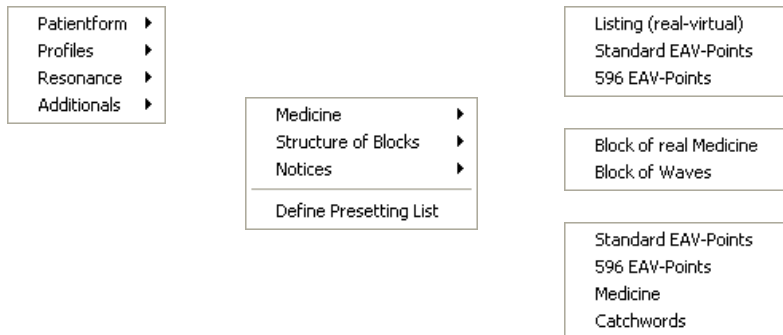 Patientform
Profiles
Resonance
Additionals
Medicine
Structure of Blocks
Notices
Define Presetting List
Listing (real-virtual)
Standard EAV-Points
596 EAV-Points
Block of real Medicine
Block of Waves
Standard EAV-Points
596 EAV-Points
Medicine
Catchwords